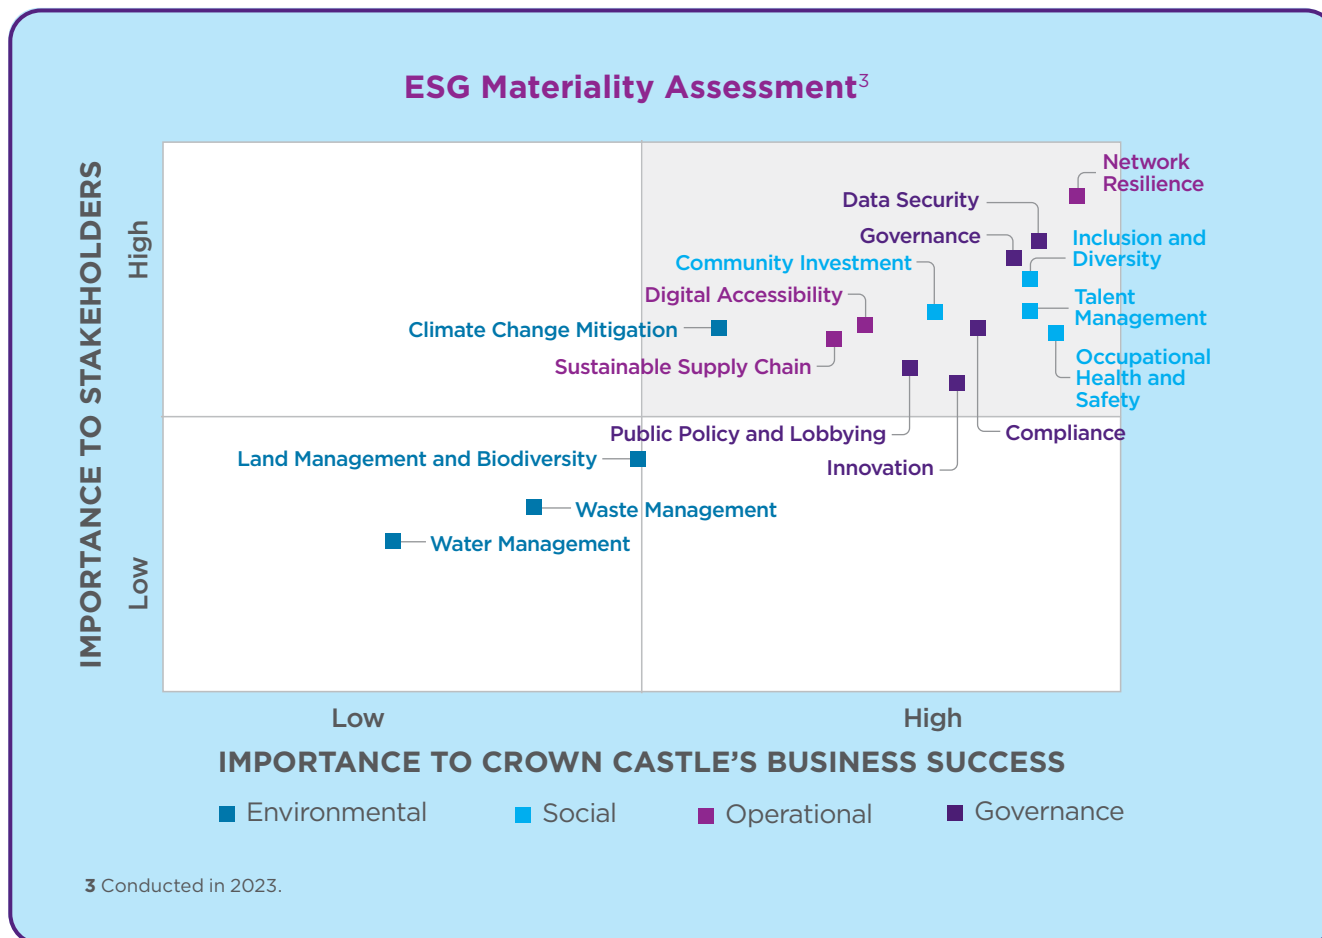 ESG Materiality Assessment3
IMPORTANCE TO STAKEHOLDERS
High
Low
Network
Resilience
Data Security
Governance
Inclusion and
Diversity
Community Investment
Digital Accessibility
Talent
Management
Climate Change Mitigation
Sustainable Supply Chain
Occupational
Health and
Safety
Public Policy and Lobbying
Compliance
Land Management and Biodiversity
Innovation
Waste Management
Water Management
Low
High
IMPORTANCE TO CROWN CASTLE'S BUSINESS SUCCESS
Environmental
Social
Operational
Governance
3 Conducted in 2023.